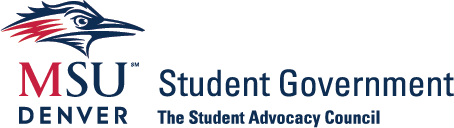 MSU℠
DENVER
Student Government
The Student Advocacy Council